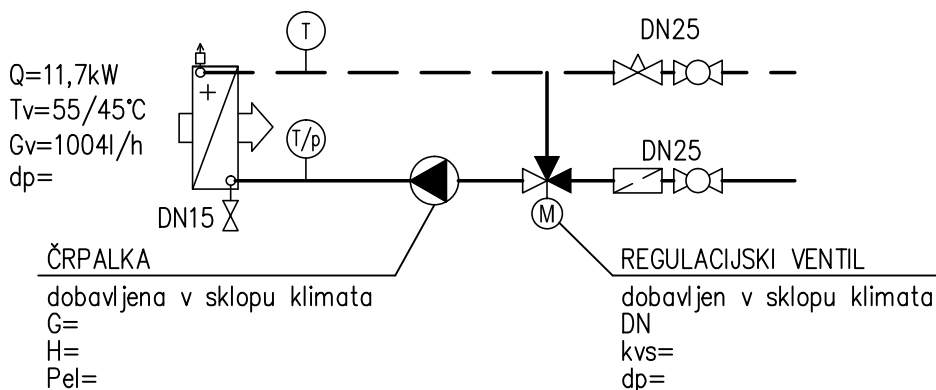 T
DN25
Q=11,7kW
Tv=55/45°C
Gv=1004l/h
dp=
+
T/p
DN25
DN15
M
ČRPALKA
dobavljena v sklopu klimata
G=
H=
Pel=
REGULACIJSKI VENTIL
dobavljen v sklopu klimata
DN
kvs=
dp=